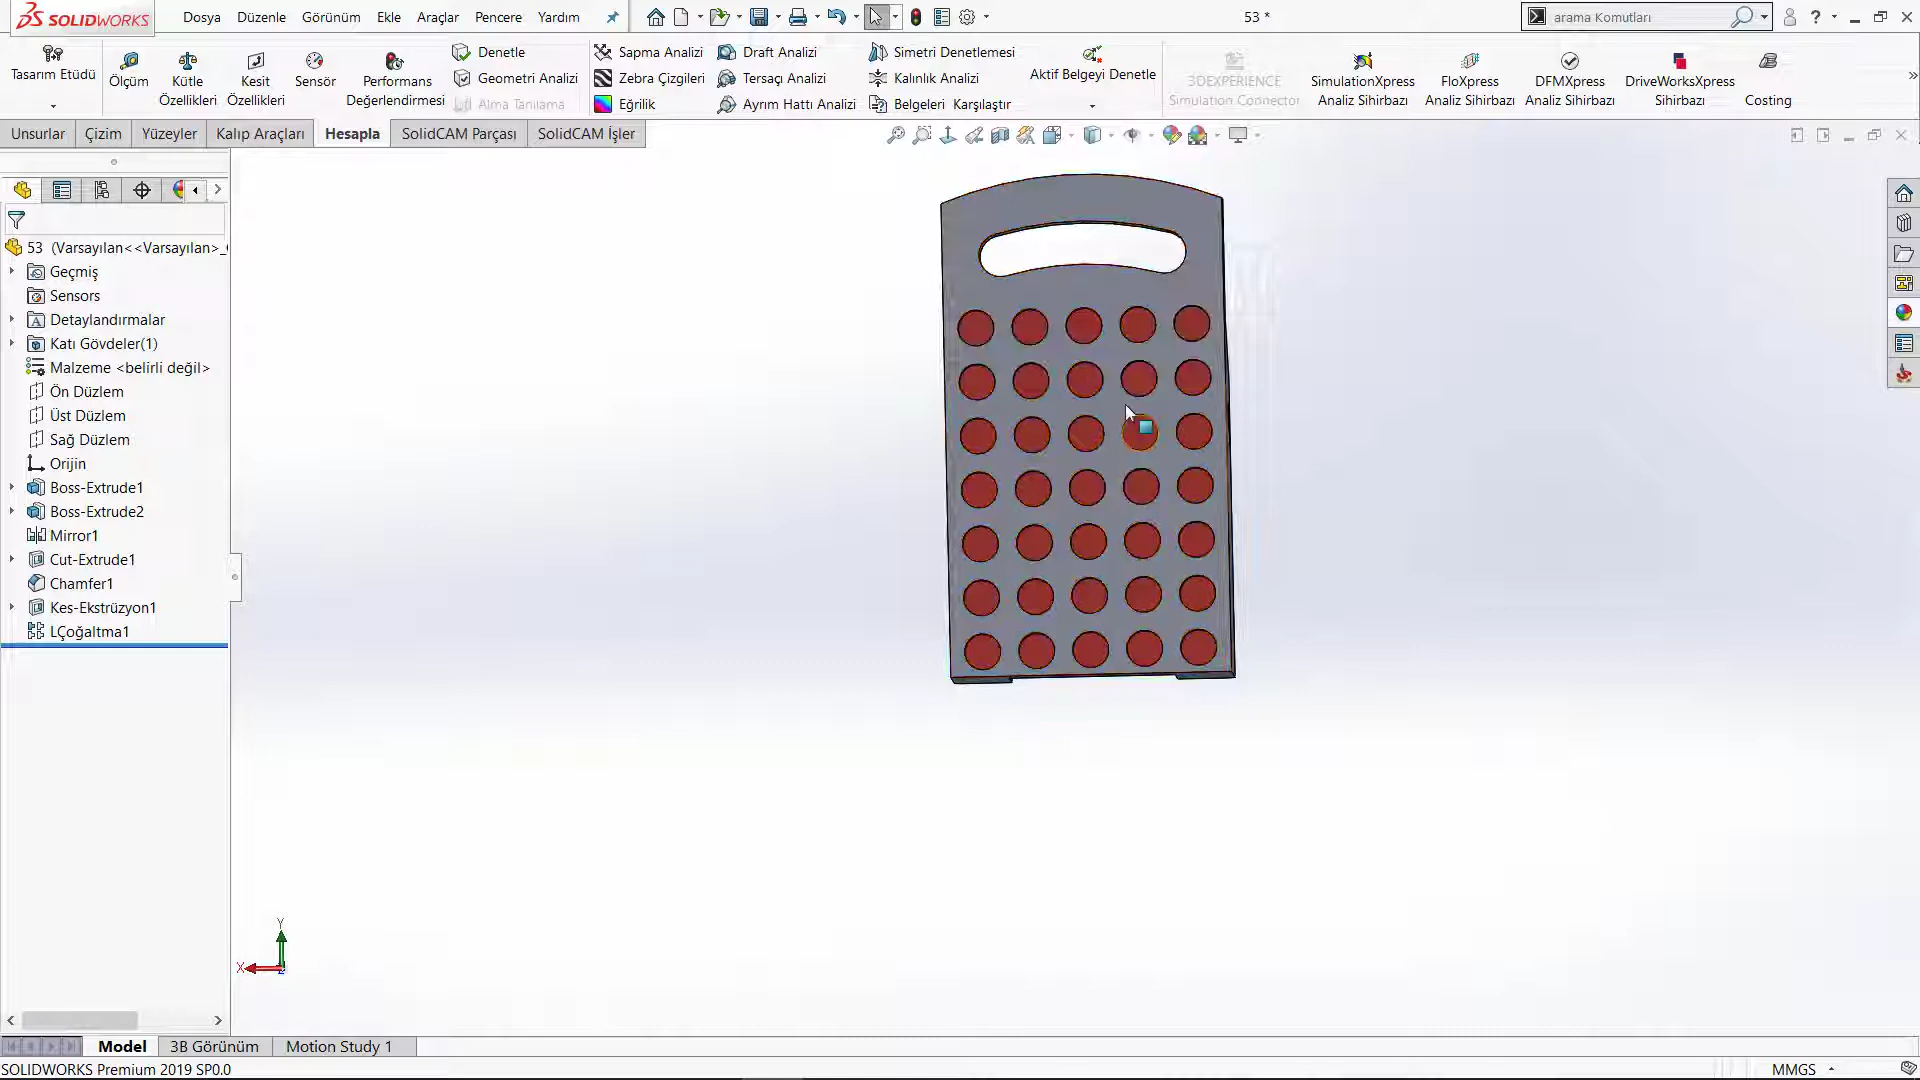 SOLIDWORKS
Dosya Düzenle Görünüm Ekle Araçlar Pencere Yardım
53 *
arama Komutları
Tasarım Etüdü
Ölçüm
Kütle Özellikleri
Kesit Özellikleri
Sensör
Performans Değerlendirmesi
Denetle
Geometri Analizi
Alma Tanılama
Sapma Analizi
Zebra Çizgileri
Eğrilik
Draft Analizi
Tersaçı Analizi
Ayrım Hattı Analizi
Simetri Denetlemesi
Kalınlık Analizi
Belgeleri Karşılaştır
Aktif Belgeyi Denetle
3DEXPERIENCE Simulation Connector
SimulationXpress Analiz Sihirbazı
FloXpress Analiz Sihirbazı
DFMXpress Analiz Sihirbazı
DriveWorksXpress Sihirbazı
Costing
Unsurlar Çizim Yüzeyler Kalıp Araçları Hesapla SolidCAM Parçası SolidCAM İşler
53 (Varsayılan<<Varsayılan>_
Geçmiş
Sensors
Detaylandırmalar
Katı Gövdeler(1)
Malzeme <belirli değil>
Ön Düzlem
Üst Düzlem
Sağ Düzlem
Orijin
Boss-Extrude1
Boss-Extrude2
Mirror1
Cut-Extrude1
Chamfer1
Kes-Ekstrüzyon1
LÇoğaltma1
Y
X
Model 3B Görünüm Motion Study 1
SOLIDWORKS Premium 2019 SP0.0
MMGS